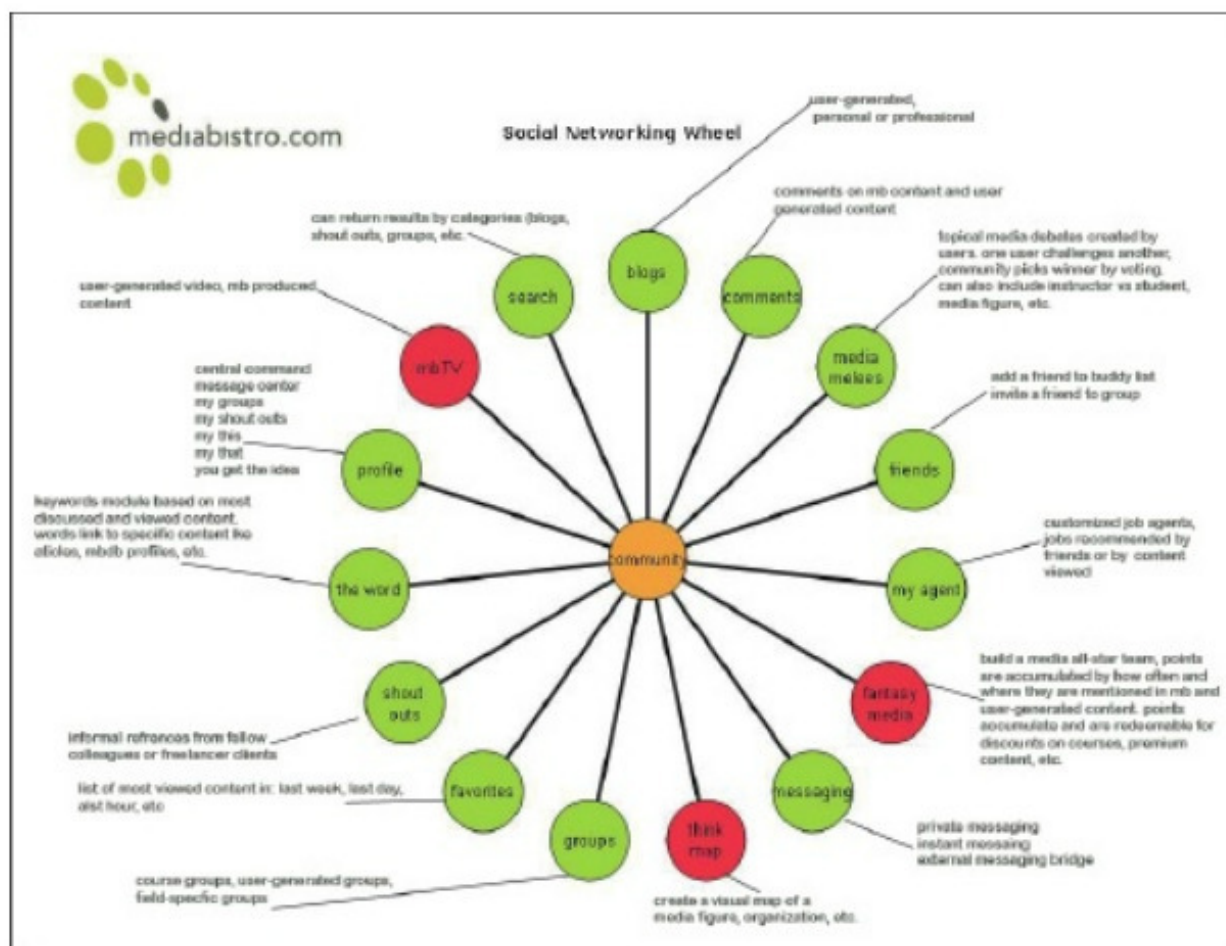 mediabistro.com
Social Networking Wheel
user-generated,
personal or professional
blogs
comments on mb content and user
generated content
comments
topical media debates created by
users. one user challenges another,
community picks winner by voting.
can also include instructor vs student,
media figure, etc.
media
melees
add a friend to buddy list
invite a friend to group
friends
customized job agents,
jobs recommended by
friends or by content
viewed
my agent
build a media all-star team, points
are accumulated by how often and
where they are mentioned in mb and
user-generated content. points
accumulate and are redeemable for
discounts on courses, premium
content, etc.
fantasy
media
messaging
private messaging
instant messaing
external messaging bridge
think
map
create a visual map of a
media figure, organization, etc.
groups
course groups, user-generated groups,
field-specific groups
favorites
list of most viewed content in: last week, last day,
alst hour, etc
shout
outs
informal refrences from fellow
colleagues or freelancer clients
the word
keywords module based on most
discussed and viewed content.
words link to specific content like
aticles, mbdb profiles, etc.
profile
central command
message center
my groups
my shout outs
my this
my that
you get the idea
mbTV
user-generated video, mb produced
content
search
can return results by categories (blogs,
shout outs, groups, etc.
community